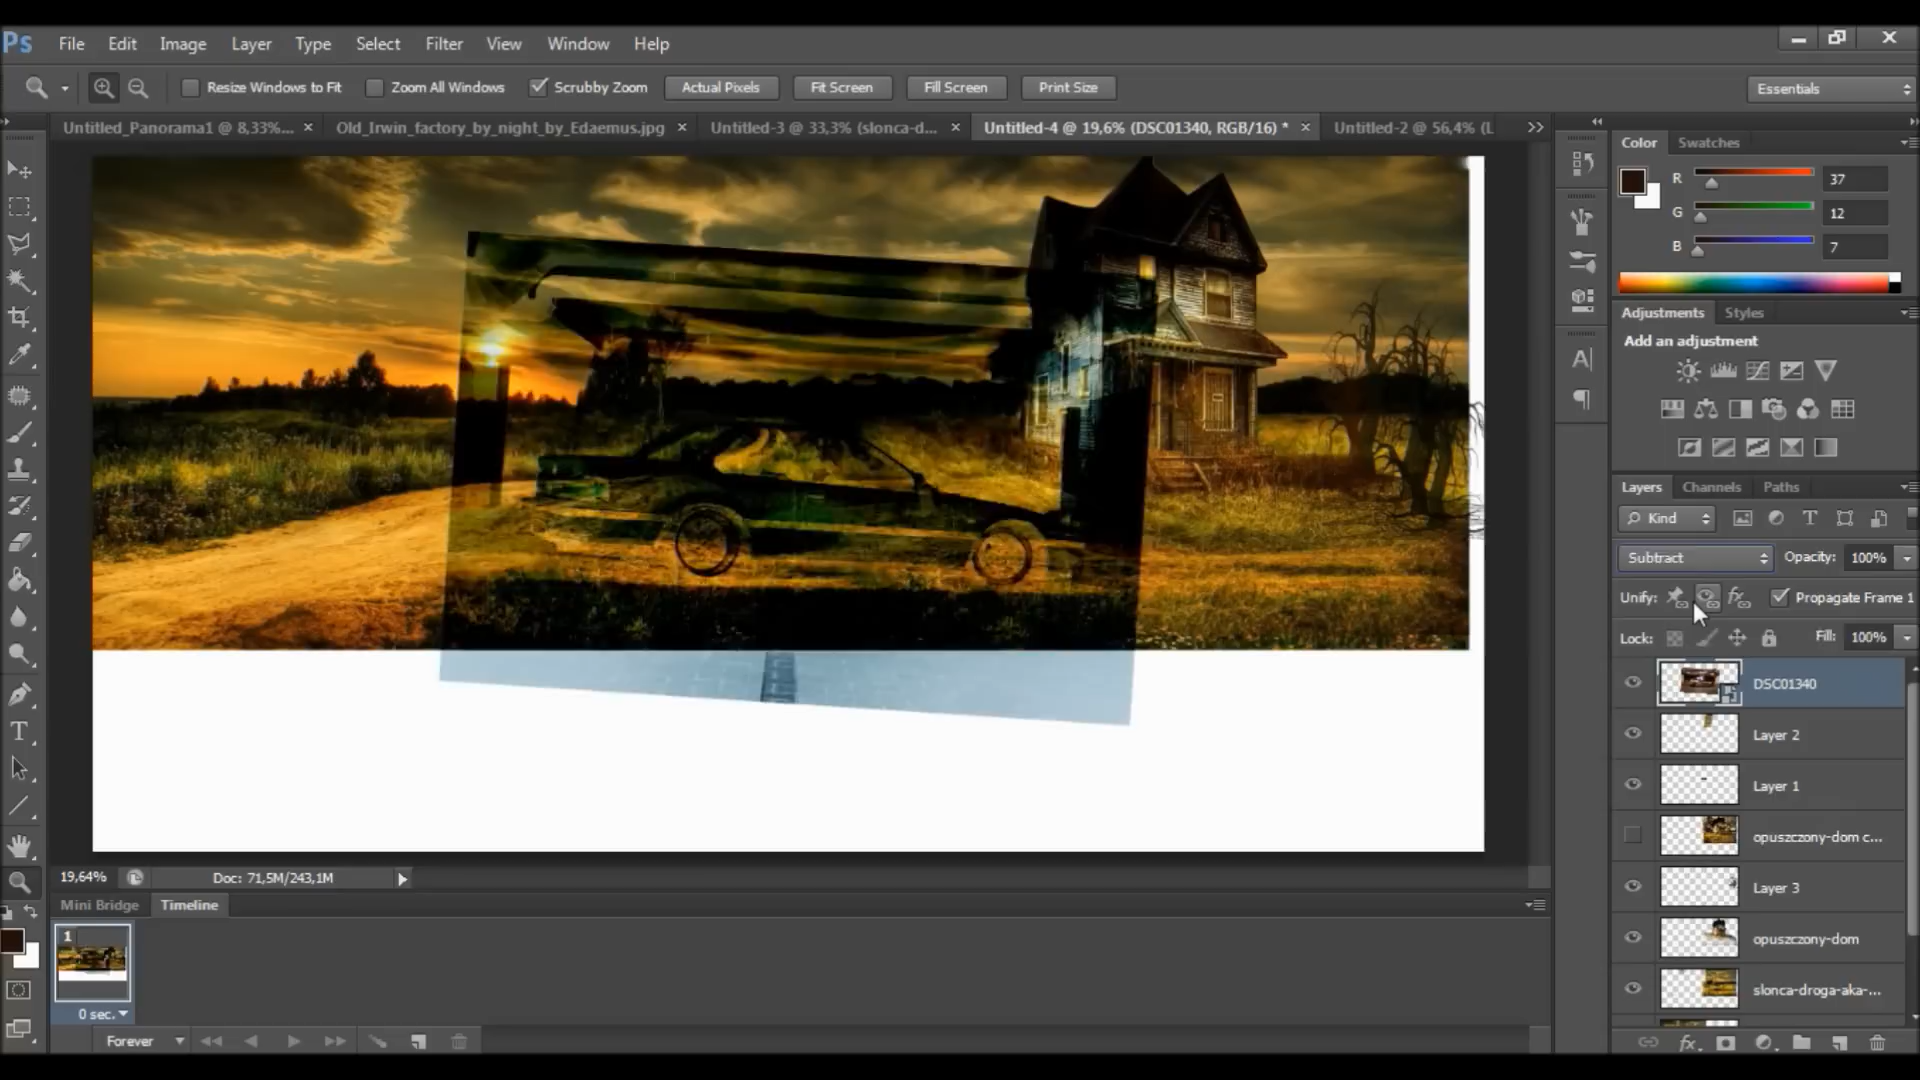 Ps File Edit Image Layer Type Select Filter View Window Help
Resize Windows to Fit Zoom All Windows Scrubby Zoom Actual Pixels Fit Screen Fill Screen Print Size Essentials
Untitled_Panorama1 @ 8,33%... × Old_Irwin_factory_by_night_by_Edaemus.jpg × Untitled-3 @ 33,3% (slonca-d... × Untitled-4 @ 19,6% (DSC01340, RGB/16) * × Untitled-2 @ 56,4% (L
Color Swatches
R 37
G 12
B 7
Adjustments Styles
Add an adjustment
Layers Channels Paths
Kind
Subtract Opacity: 100%
Unify: Propagate Frame 1
Lock: Fill: 100%
DSC01340
Layer 2
Layer 1
opuszczony-dom c...
Layer 3
opuszczony-dom
slonca-droga-aka-...
19,64% Doc: 71,5M/243,1M
Mini Bridge Timeline
1
0 sec.
Forever